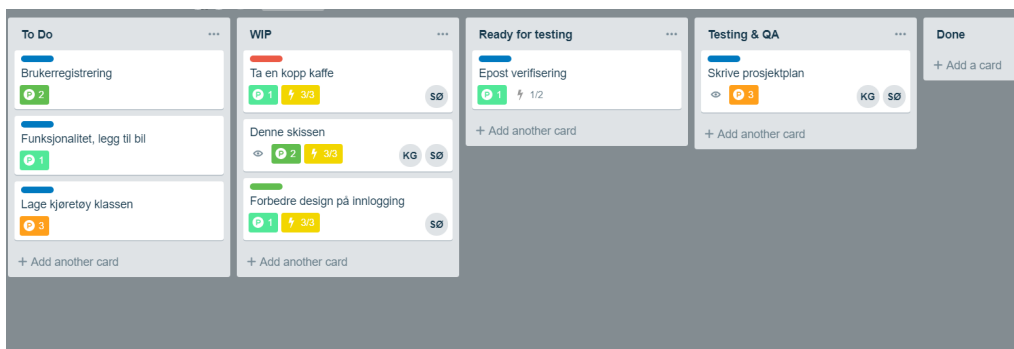 To Do
Brukerregistrering
P 2
Funksjonalitet, legg til bil
P 1
Lage kjøretøy klassen
P 3
+ Add another card
WIP
Ta en kopp kaffe
P 1 3/3
SØ
Denne skissen
P 2 3/3
KG SØ
Forbedre design på innlogging
P 1 3/3
SØ
+ Add another card
Ready for testing
Epost verifisering
P 1 1/2
+ Add another card
Testing & QA
Skrive prosjektplan
P 3
KG SØ
+ Add another card
Done
+ Add a card